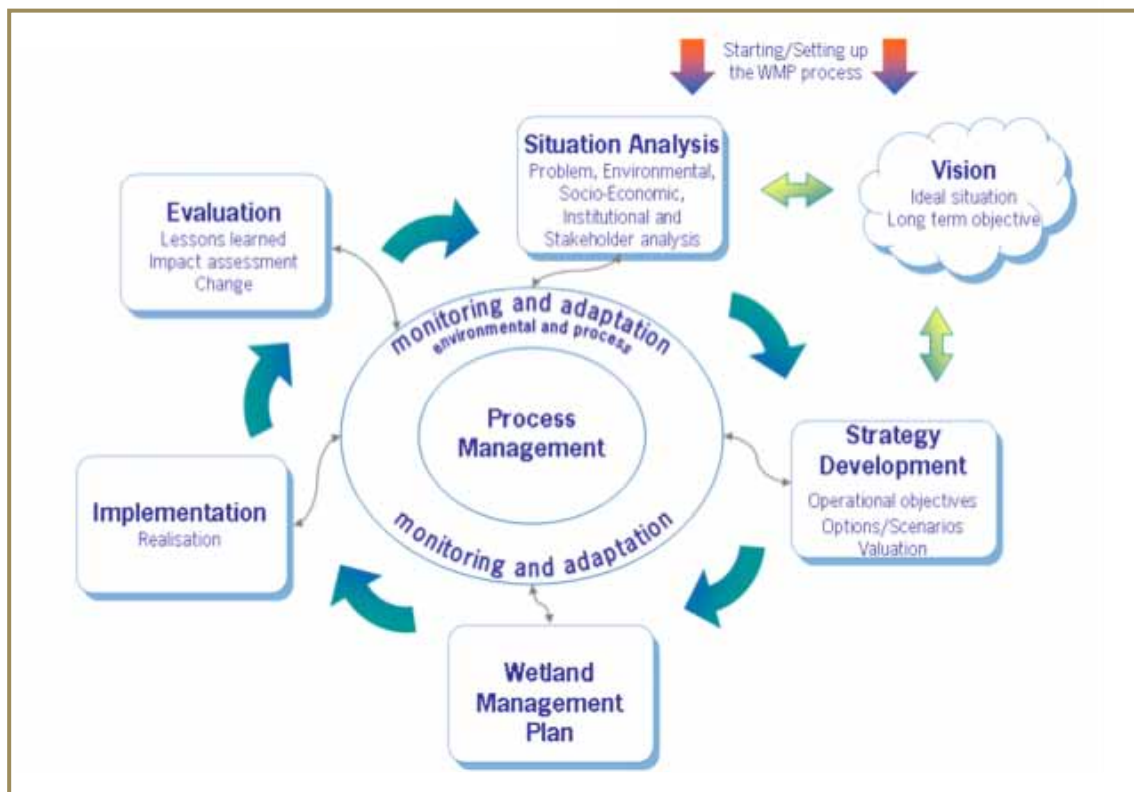 Starting/Setting up
the WMP process
Situation Analysis
Problem, Environmental,
Socio-Economic,
Institutional and
Stakeholder analysis
Vision
Ideal situation
Long term objective
Evaluation
Lessons learned
Impact assessment
Change
monitoring and adaptation
environmental and process
Process
Management
monitoring and adaptation
Strategy
Development
Operational objectives
Options/Scenarios
Valuation
Implementation
Realisation
Wetland
Management
Plan